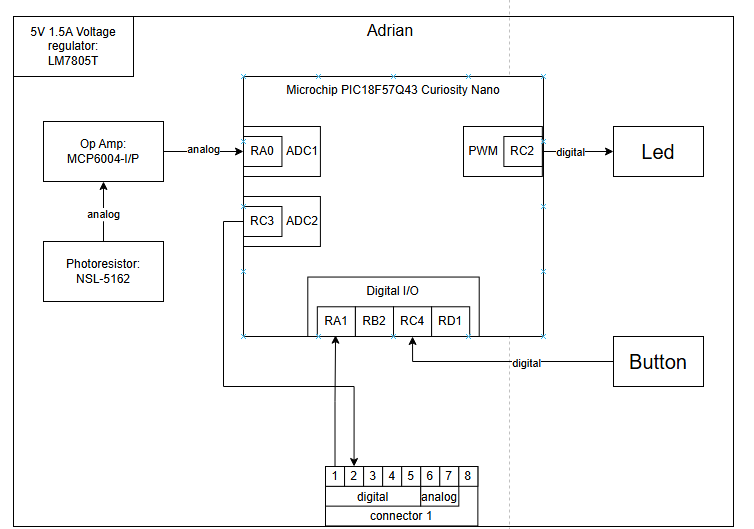 5V 1.5A Voltage
regulator:
LM7805T
Adrian
Microchip PIC18F57Q43 Curiosity Nano
Op Amp:
MCP6004-I/P
analog
RA0 ADC1
PWM RC2
digital
Led
analog
RC3 ADC2
Photoresistor:
NSL-5162
Digital I/O
RA1 RB2 RC4 RD1
digital
Button
1 2 3 4 5 6 7 8
digital analog
connector 1